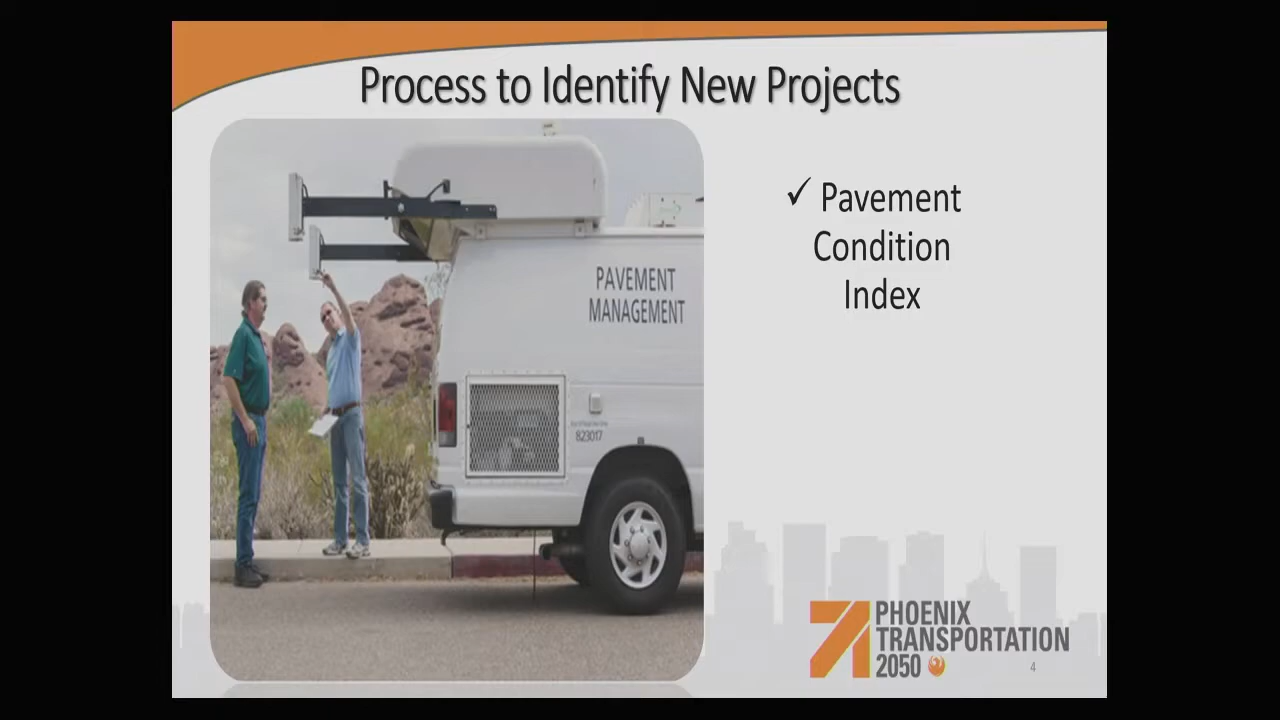 Process to Identify New Projects
PAVEMENT
MANAGEMENT
823017
✓ Pavement
Condition
Index
PHOENIX
TRANSPORTATION
2050
4